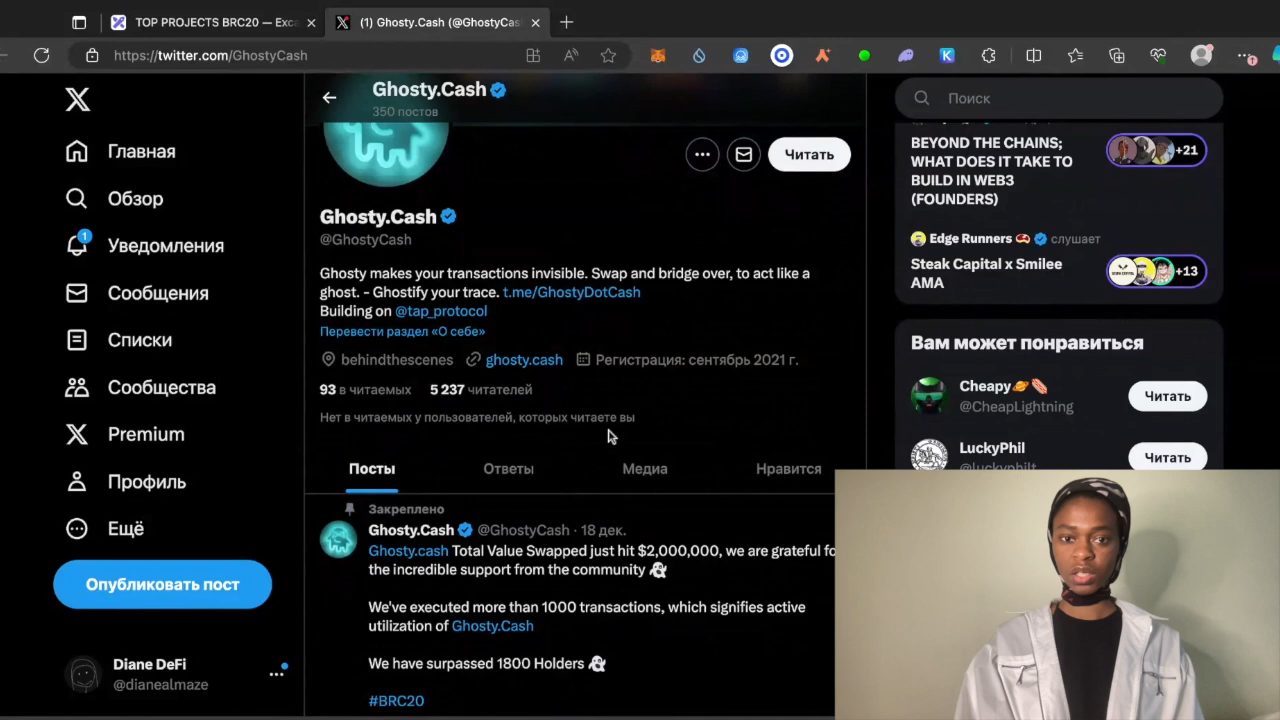 TOP PROJECTS BRC20 — Exca
(1) Ghosty.Cash (@GhostyCas
https://twitter.com/GhostyCash
Ghosty.Cash
350 постов
Поиск
Главная
Обзор
1
Уведомления
Сообщения
Списки
Сообщества
Premium
Профиль
Ещё
Опубликовать пост
Diane DeFi
@dianealmaze
Читать
Ghosty.Cash
@GhostyCash
Ghosty makes your transactions invisible. Swap and bridge over, to act like a
ghost. - Ghostify your trace. t.me/GhostyDotCash
Building on @tap_protocol
Перевести раздел «О себе»
behindthescenes ghosty.cash Регистрация: сентябрь 2021 г.
93 в читаемых 5 237 читателей
Нет в читаемых у пользователей, которых читаете вы
Посты Ответы Медиа Нравится
Закреплено
Ghosty.Cash @GhostyCash · 18 дек.
Ghosty.cash Total Value Swapped just hit $2,000,000, we are grateful fo
the incredible support from the community
We've executed more than 1000 transactions, which signifies active
utilization of Ghosty.Cash
We have surpassed 1800 Holders
#BRC20
BEYOND THE CHAINS;
WHAT DOES IT TAKE TO
BUILD IN WEB3
(FOUNDERS)
+21
Edge Runners слушает
Steak Capital x Smilee
AMA
+13
Вам может понравиться
Cheapy
@CheapLightning
Читать
LuckyPhil
@luckyphilt
Читать